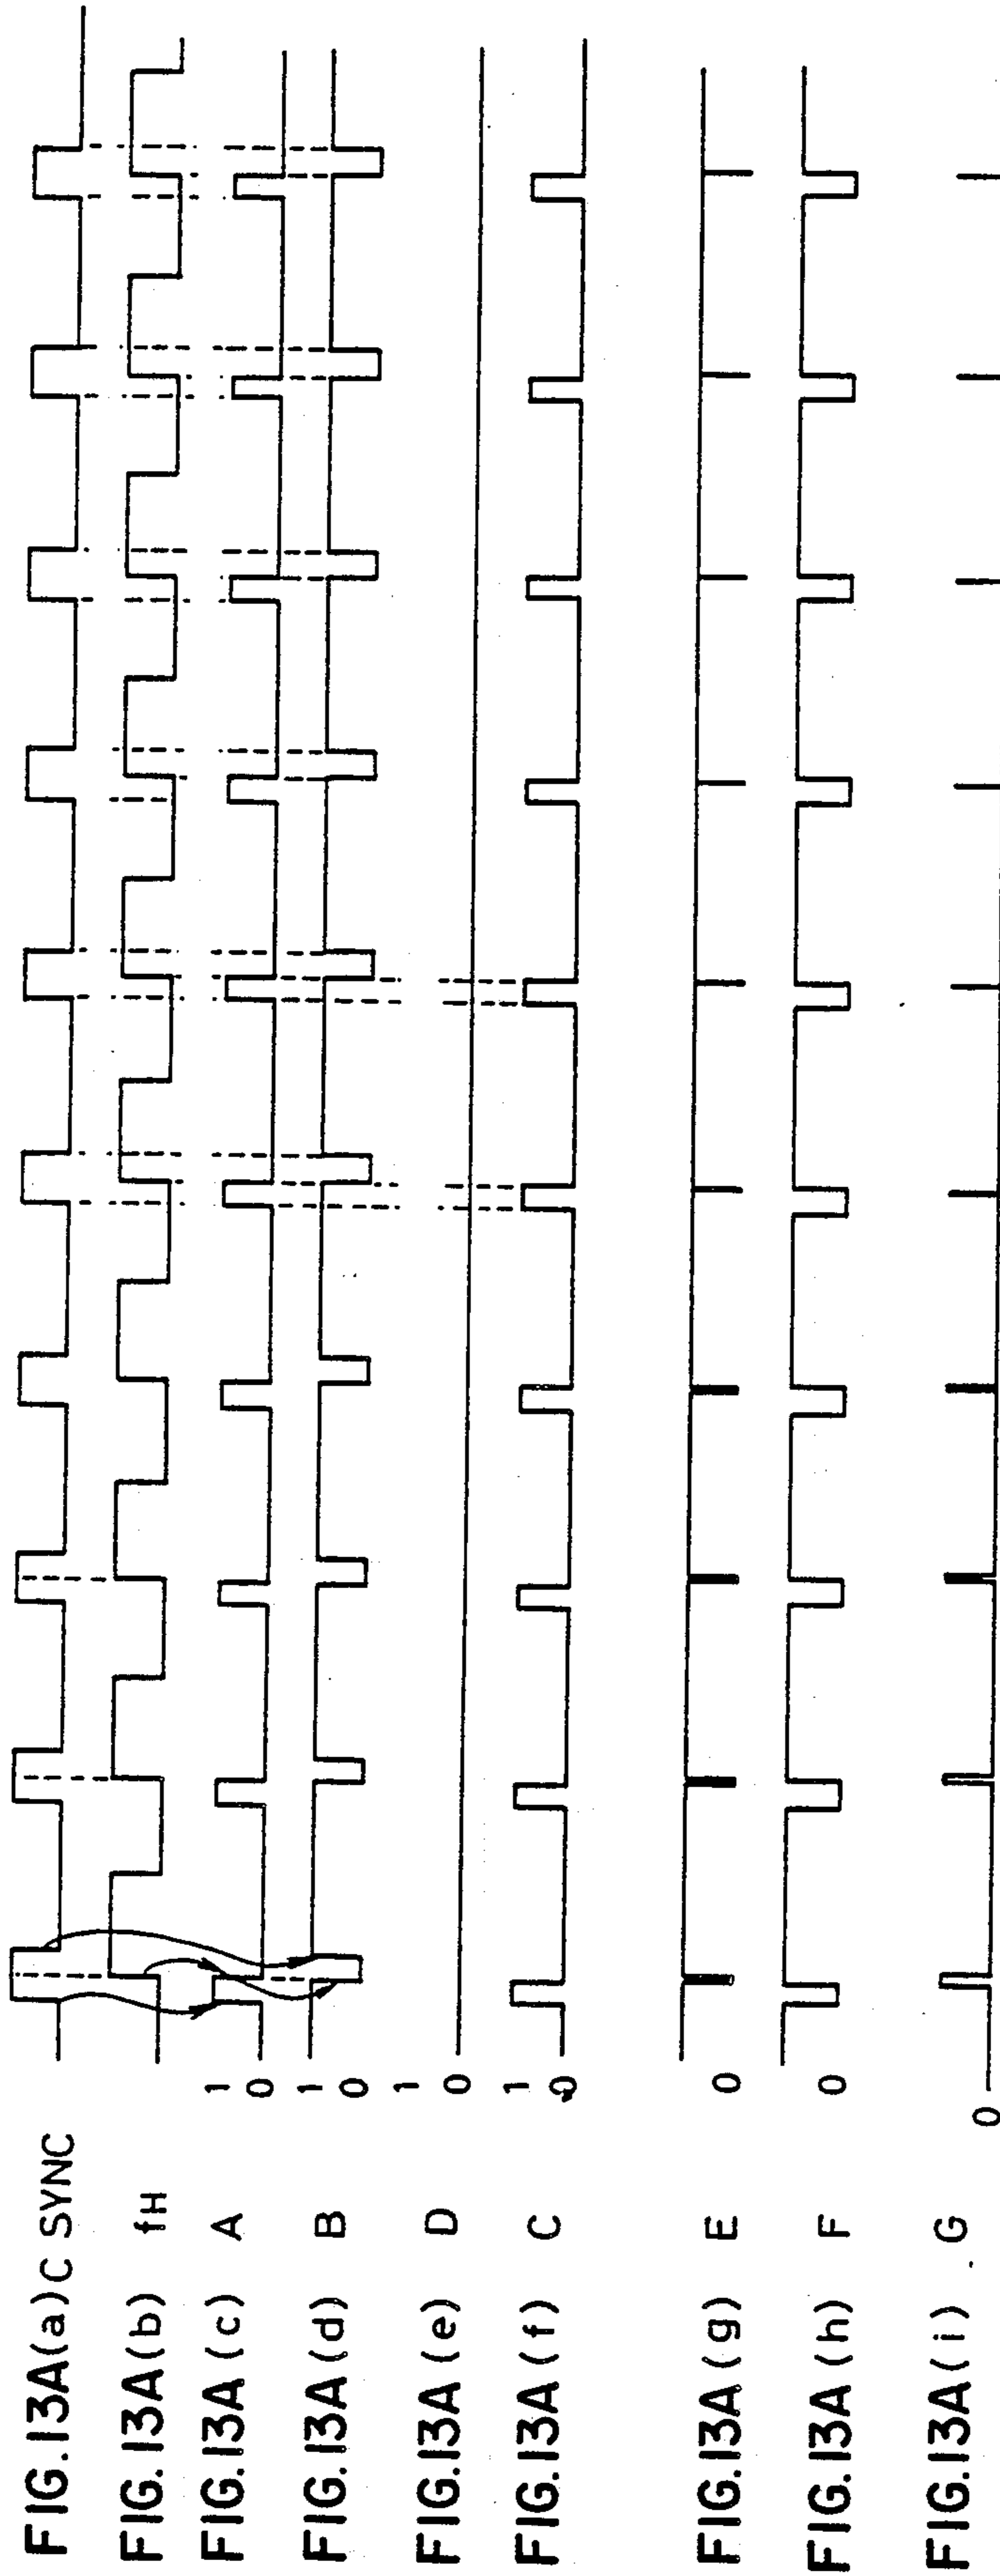 FIG.13A(a) C SYNC
FIG.13A(b) fH
FIG.13A(c) A 1 0
FIG.13A(d) B 1 0
FIG.13A(e) D 1 0
FIG.13A(f) C 1 0
FIG.13A(g) E 0
FIG.13A(h) F 0
FIG.13A(i) G 0